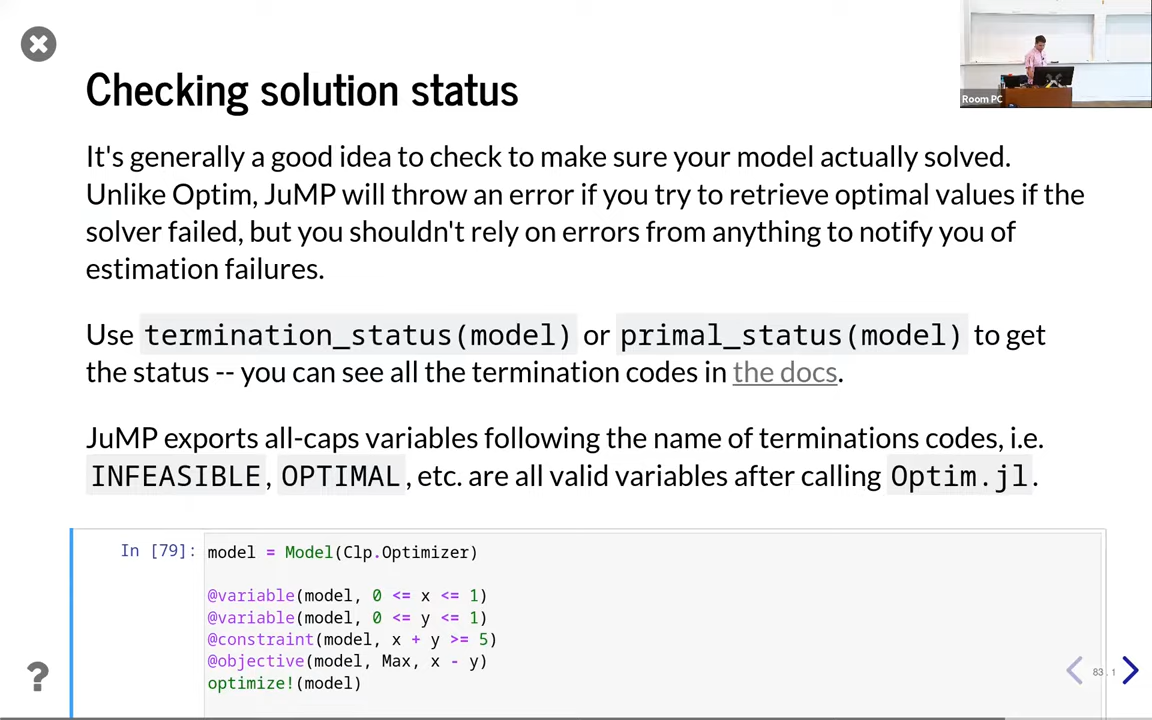 Checking solution status
Room PC
It's generally a good idea to check to make sure your model actually solved.
Unlike Optim, JuMP will throw an error if you try to retrieve optimal values if the
solver failed, but you shouldn't rely on errors from anything to notify you of
estimation failures.
Use termination_status(model) or primal_status(model) to get
the status -- you can see all the termination codes in the docs.
JuMP exports all-caps variables following the name of terminations codes, i.e.
INFEASIBLE, OPTIMAL, etc. are all valid variables after calling Optim.jl.
In [79]: model = Model(Clp.Optimizer)
@variable(model, 0 <= x <= 1)
@variable(model, 0 <= y <= 1)
@constraint(model, x + y >= 5)
@objective(model, Max, x - y)
optimize!(model)
?
83.1